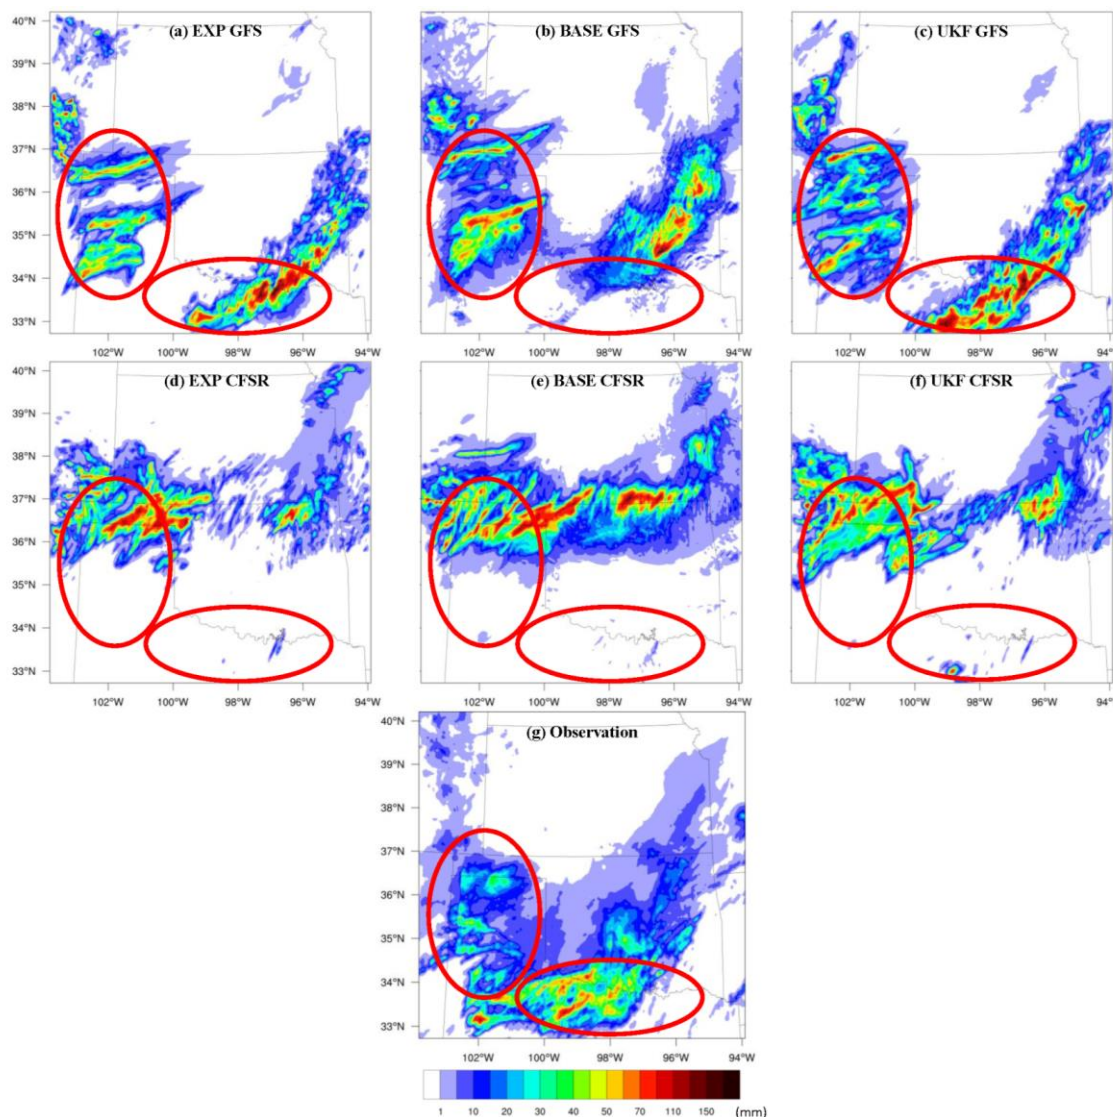 (a) EXP GFS
(b) BASE GFS
(c) UKF GFS
40°N
39°N
38°N
37°N
36°N
35°N
34°N
33°N
102°W 100°W 98°W 96°W 94°W
102°W 100°W 98°W 96°W 94°W
102°W 100°W 98°W 96°W 94°W
(d) EXP CFSR
(e) BASE CFSR
(f) UKF CFSR
40°N
39°N
38°N
37°N
36°N
35°N
34°N
33°N
102°W 100°W 98°W 96°W 94°W
102°W 100°W 98°W 96°W 94°W
102°W 100°W 98°W 96°W 94°W
(g) Observation
40°N
39°N
38°N
37°N
36°N
35°N
34°N
33°N
102°W 100°W 98°W 96°W 94°W
1 10 20 30 40 50 70 110 150 (mm)